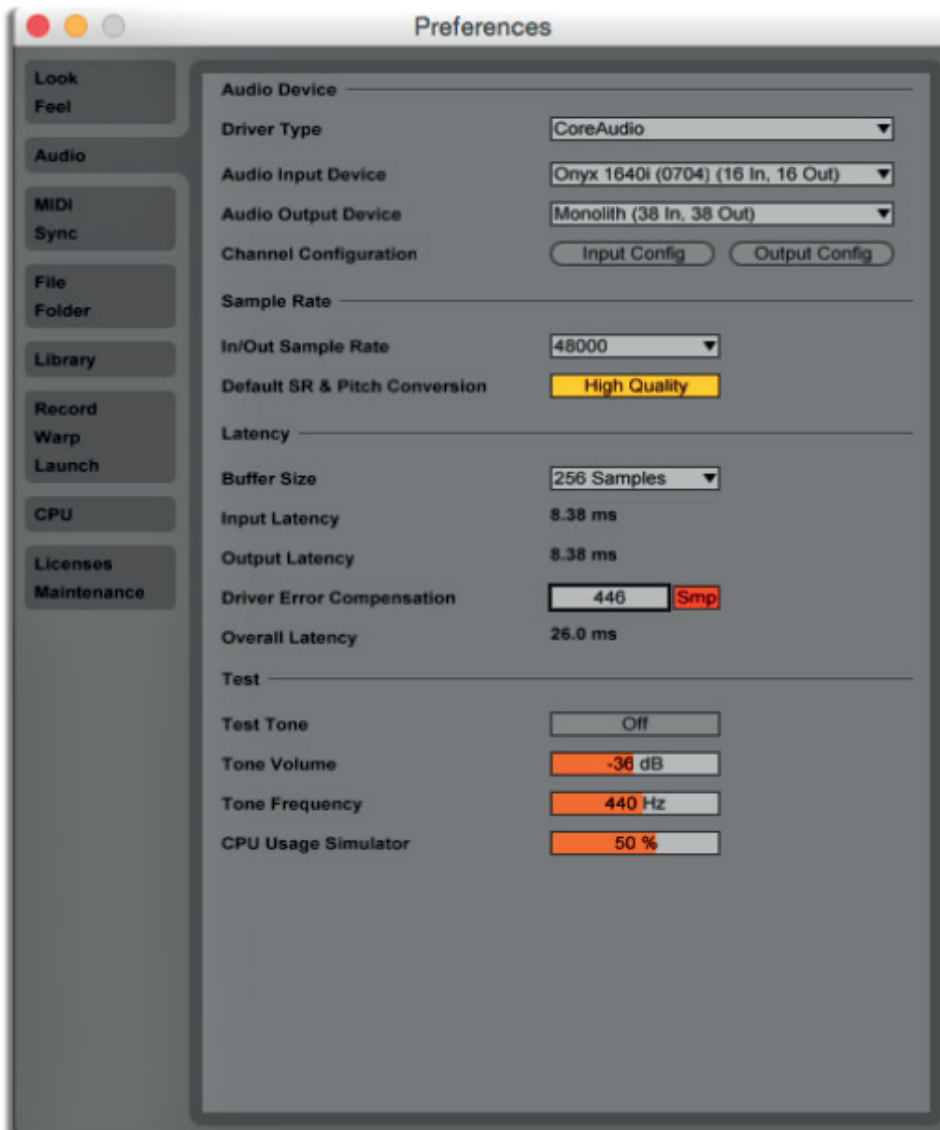 Preferences
Look
Feel
Audio
MIDI
Sync
File
Folder
Library
Record
Warp
Launch
CPU
Licenses
Maintenance
Audio Device
Driver Type CoreAudio
Audio Input Device Onyx 1640i (0704) (16 In, 16 Out)
Audio Output Device Monolith (38 In, 38 Out)
Channel Configuration Input Config Output Config
Sample Rate
In/Out Sample Rate 48000
Default SR & Pitch Conversion High Quality
Latency
Buffer Size 256 Samples
Input Latency 8.38 ms
Output Latency 8.38 ms
Driver Error Compensation 446 Smp
Overall Latency 26.0 ms
Test
Test Tone Off
Tone Volume -36 dB
Tone Frequency 440 Hz
CPU Usage Simulator 50 %